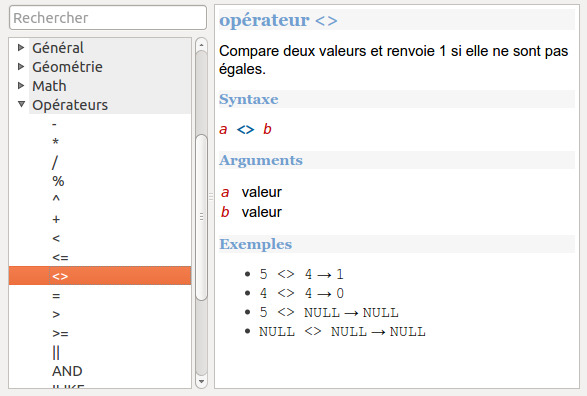 Rechercher
Général
Géométrie
Math
Opérateurs
-
*
/
%
^
+
<
<=
<>
=
>
>=
||
AND
ILIKE
opérateur <>
Compare deux valeurs et renvoie 1 si elle ne sont pas
égales.
Syntaxe
a <> b
Arguments
a valeur
b valeur
Exemples
• 5 <> 4 → 1
• 4 <> 4 → 0
• 5 <> NULL → NULL
• NULL <> NULL → NULL